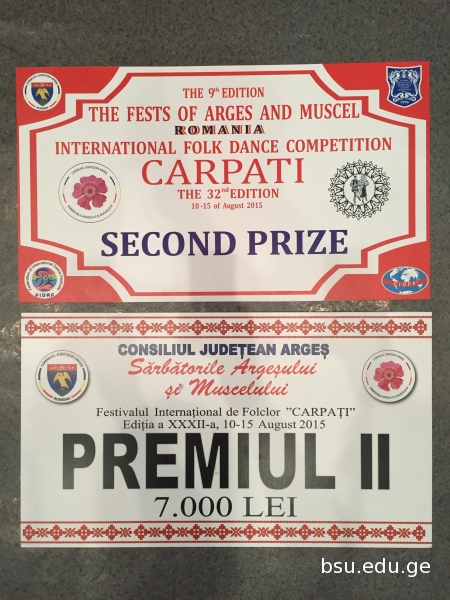 THE 9th EDITION
THE FESTS OF ARGES AND MUSCEL
ROMANIA
INTERNATIONAL FOLK DANCE COMPETITION
CARPATI
THE 32nd EDITION
10-15 of August 2015
SECOND PRIZE
FIDAF
CIOFF
CONSILIUL JUDEȚEAN ARGEȘ
Sărbătorile Argeșului
și Muscelului
Festivalul Internațional de Folclor ”CARPAȚI”
Ediția a XXXII-a, 10-15 August 2015
PREMIUL II
7.000 LEI
bsu.edu.ge